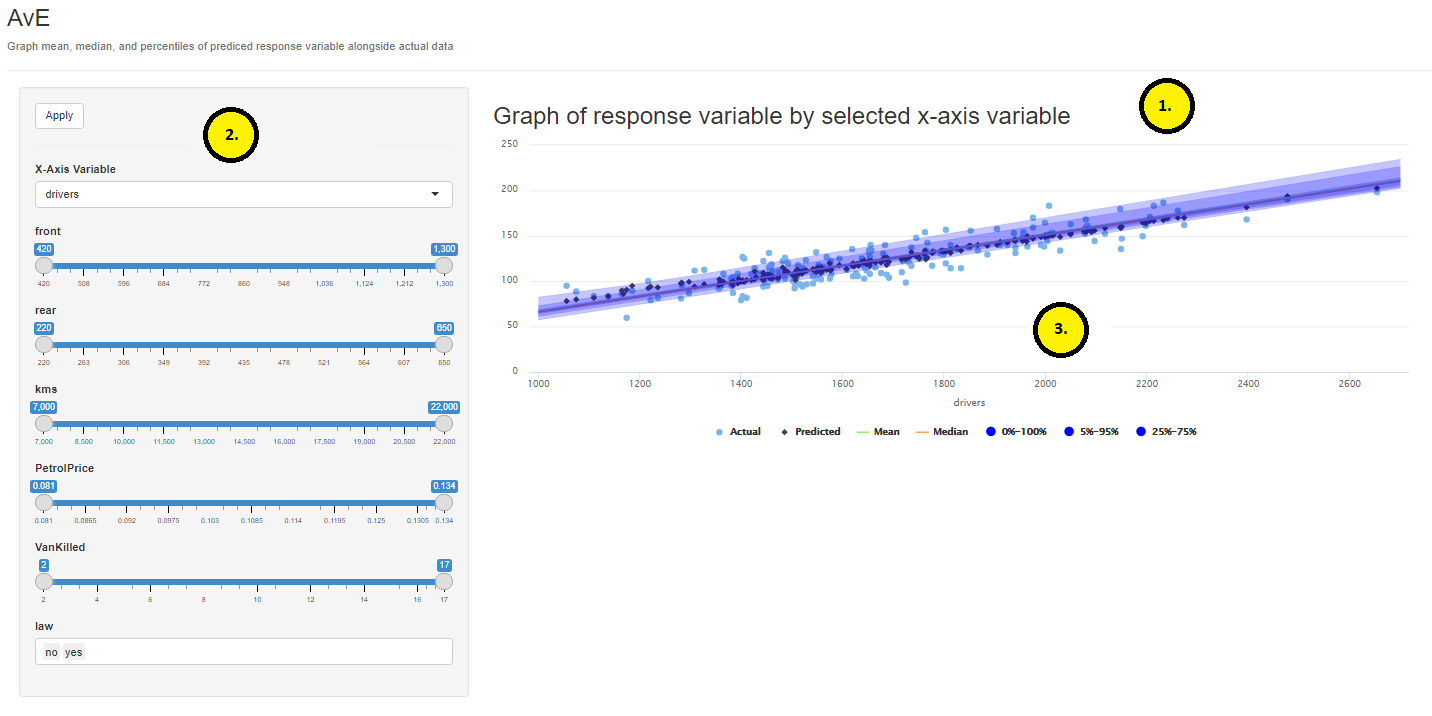 AvE
Graph mean, median, and percentiles of prediced response variable alongside actual data
Apply
2.
X-Axis Variable
drivers
front
420 1,300
420 508 596 684 772 860 948 1,036 1,124 1,212 1,300
rear
220 650
220 263 306 349 392 435 478 521 564 607 650
kms
7,000 22,000
7,000 8,500 10,000 11,500 13,000 14,500 16,000 17,500 19,000 20,500 22,000
PetrolPrice
0.081 0.134
0.081 0.0865 0.092 0.0975 0.103 0.1085 0.114 0.1195 0.125 0.1305 0.134
VanKilled
2 17
2 4 6 8 10 12 14 16 17
law
no yes
1.
Graph of response variable by selected x-axis variable
250
200
150
100
50
0
3.
1000 1200 1400 1600 1800 2000 2200 2400 2600
drivers
Actual Predicted Mean Median 0%-100% 5%-95% 25%-75%